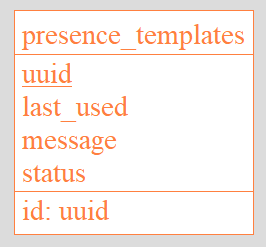 presence_templates
uuid
last_used
message
status
id: uuid